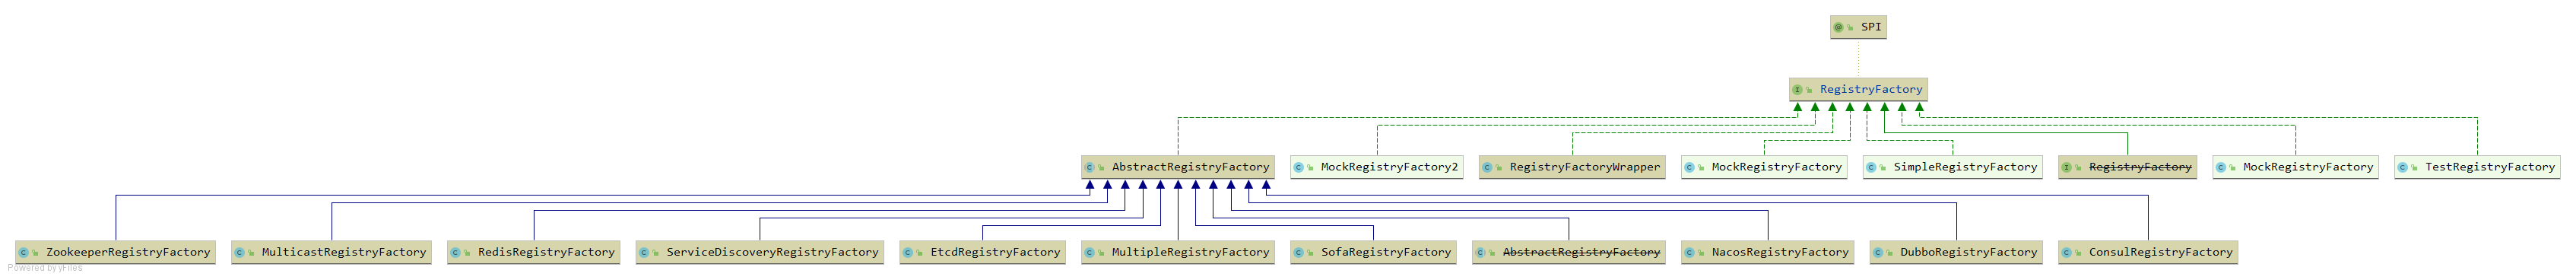 SPI
RegistryFactory
AbstractRegistryFactory
MockRegistryFactory2
RegistryFactoryWrapper
MockRegistryFactory
SimpleRegistryFactory
RegistryFactory
MockRegistryFactory
TestRegistryFactory
ZookeeperRegistryFactory
MulticastRegistryFactory
RedisRegistryFactory
ServiceDiscoveryRegistryFactory
EtcdRegistryFactory
MultipleRegistryFactory
SofaRegistryFactory
AbstractRegistryFactory
NacosRegistryFactory
DubboRegistryFactory
ConsulRegistryFactory
Powered by yFiles